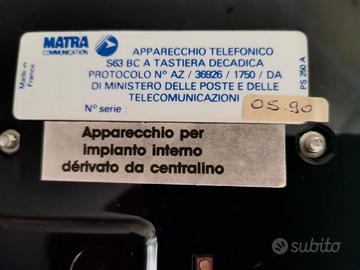 MATRA
COMMUNICATION
APPARECCHIO TELEFONICO
S63 BC A TASTIERA DECADICA
PROTOCOLLO N° AZ / 36926 / 1750 / DA
DI MINISTERO DELLE POSTE E DELLE
TELECOMUNICAZIONI
N° serie :
Made in
France
PS 250 A
05.90
Apparecchio per
impianto interno
dérivato da centralino
subito